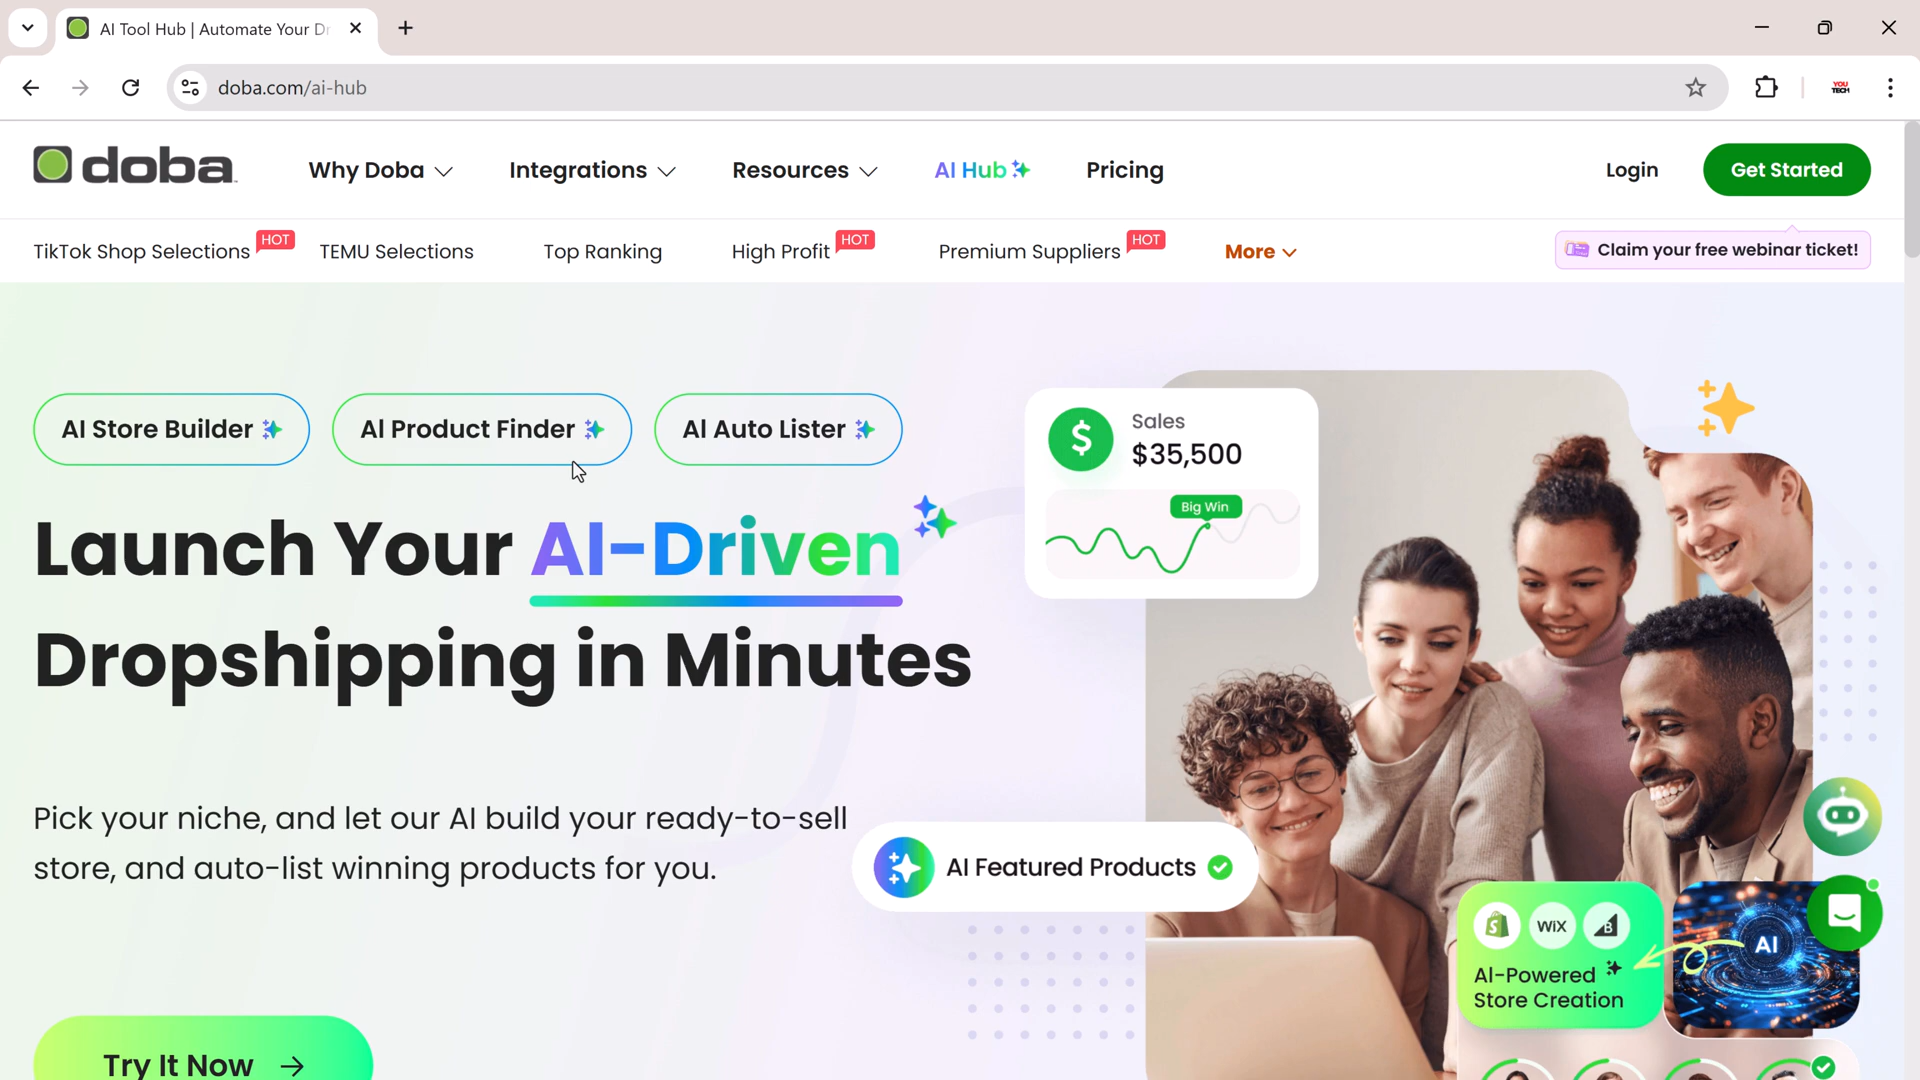 AI Tool Hub | Automate Your Dr
doba.com/ai-hub
YOU
TECH
doba
Why Doba
Integrations
Resources
AI Hub
Pricing
Login
Get Started
TikTok Shop Selections
HOT
TEMU Selections
Top Ranking
High Profit
HOT
Premium Suppliers
HOT
More
Claim your free webinar ticket!
AI Store Builder
AI Product Finder
AI Auto Lister
Launch Your AI-Driven
Dropshipping in Minutes
Pick your niche, and let our AI build your ready-to-sell
store, and auto-list winning products for you.
Try It Now
$
Sales
$35,500
Big Win
AI Featured Products
WIX
AI-Powered
Store Creation
AI